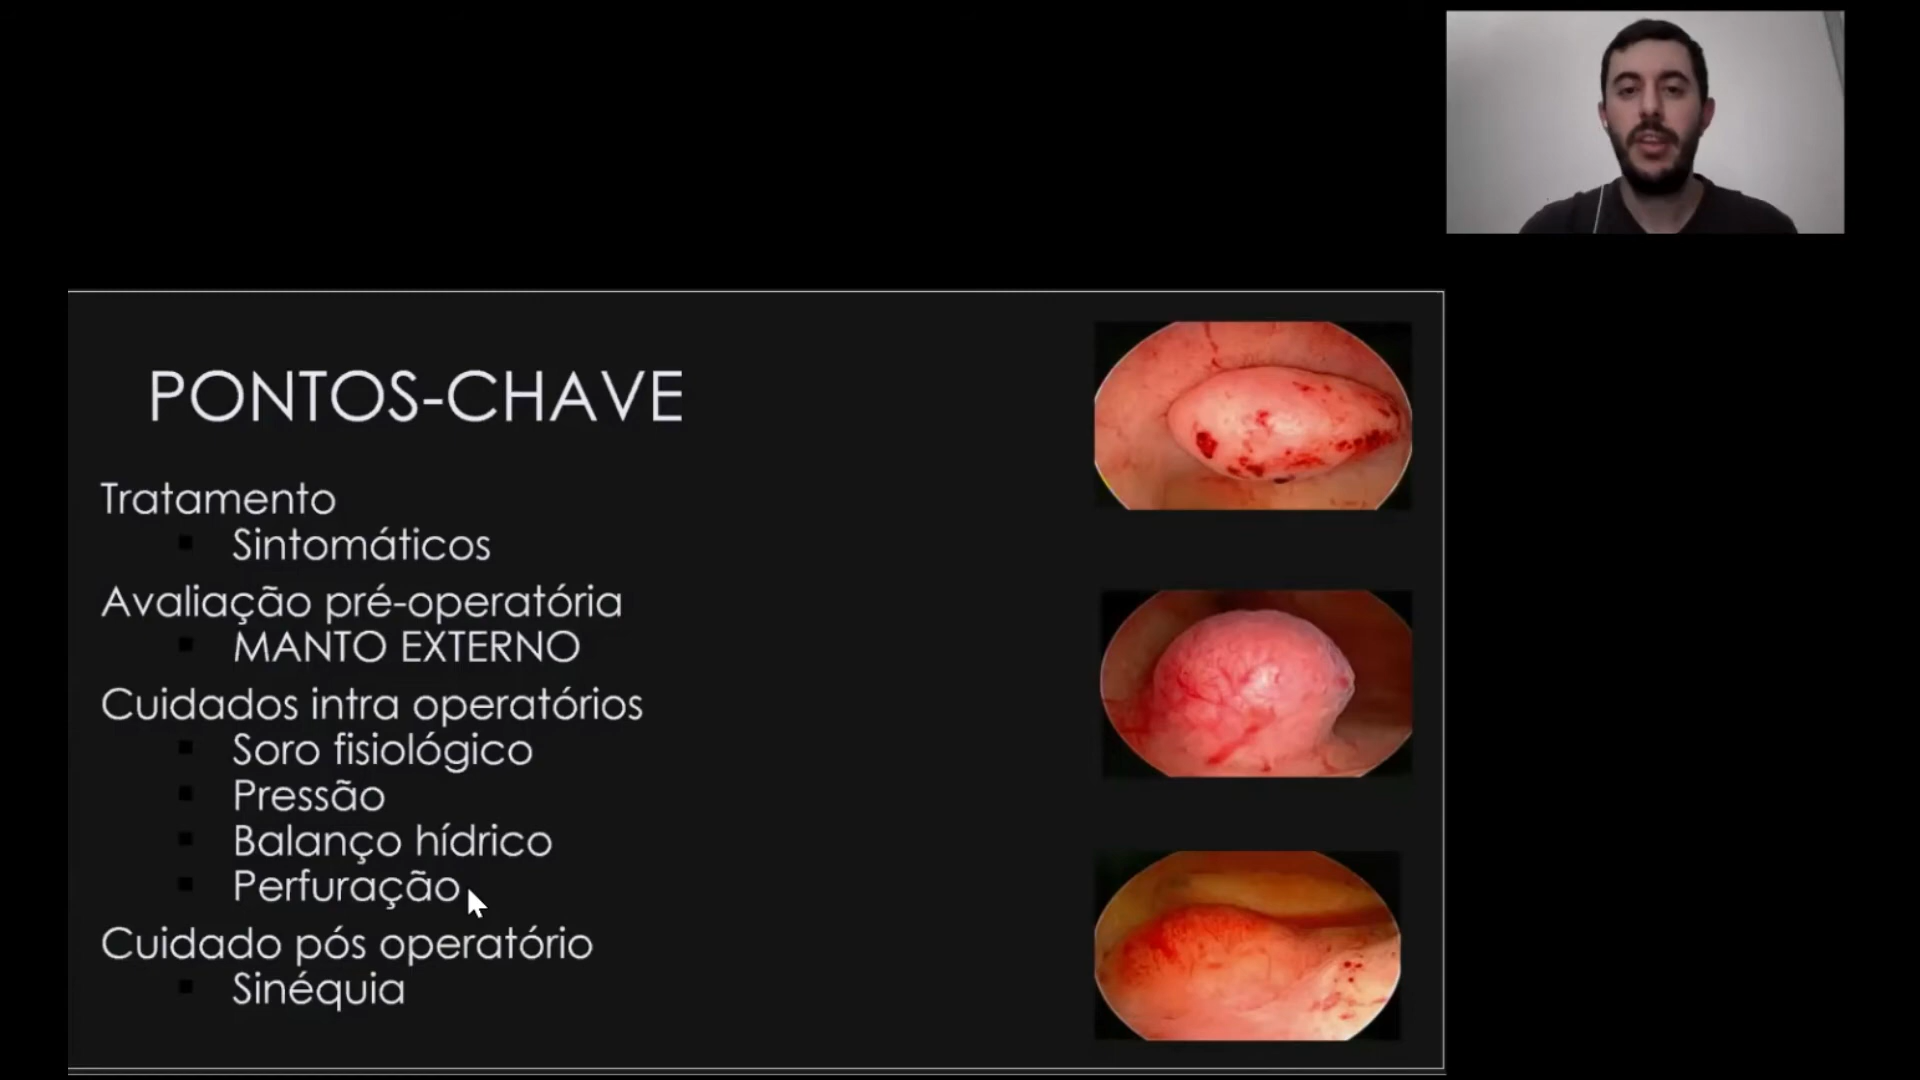 PONTOS-CHAVE
Tratamento
Sintomáticos
Avaliação pré-operatória
MANTO EXTERNO
Cuidados intra operatórios
Soro fisiológico
Pressão
Balanço hídrico
Perfuração
Cuidado pós operatório
Sinéquia